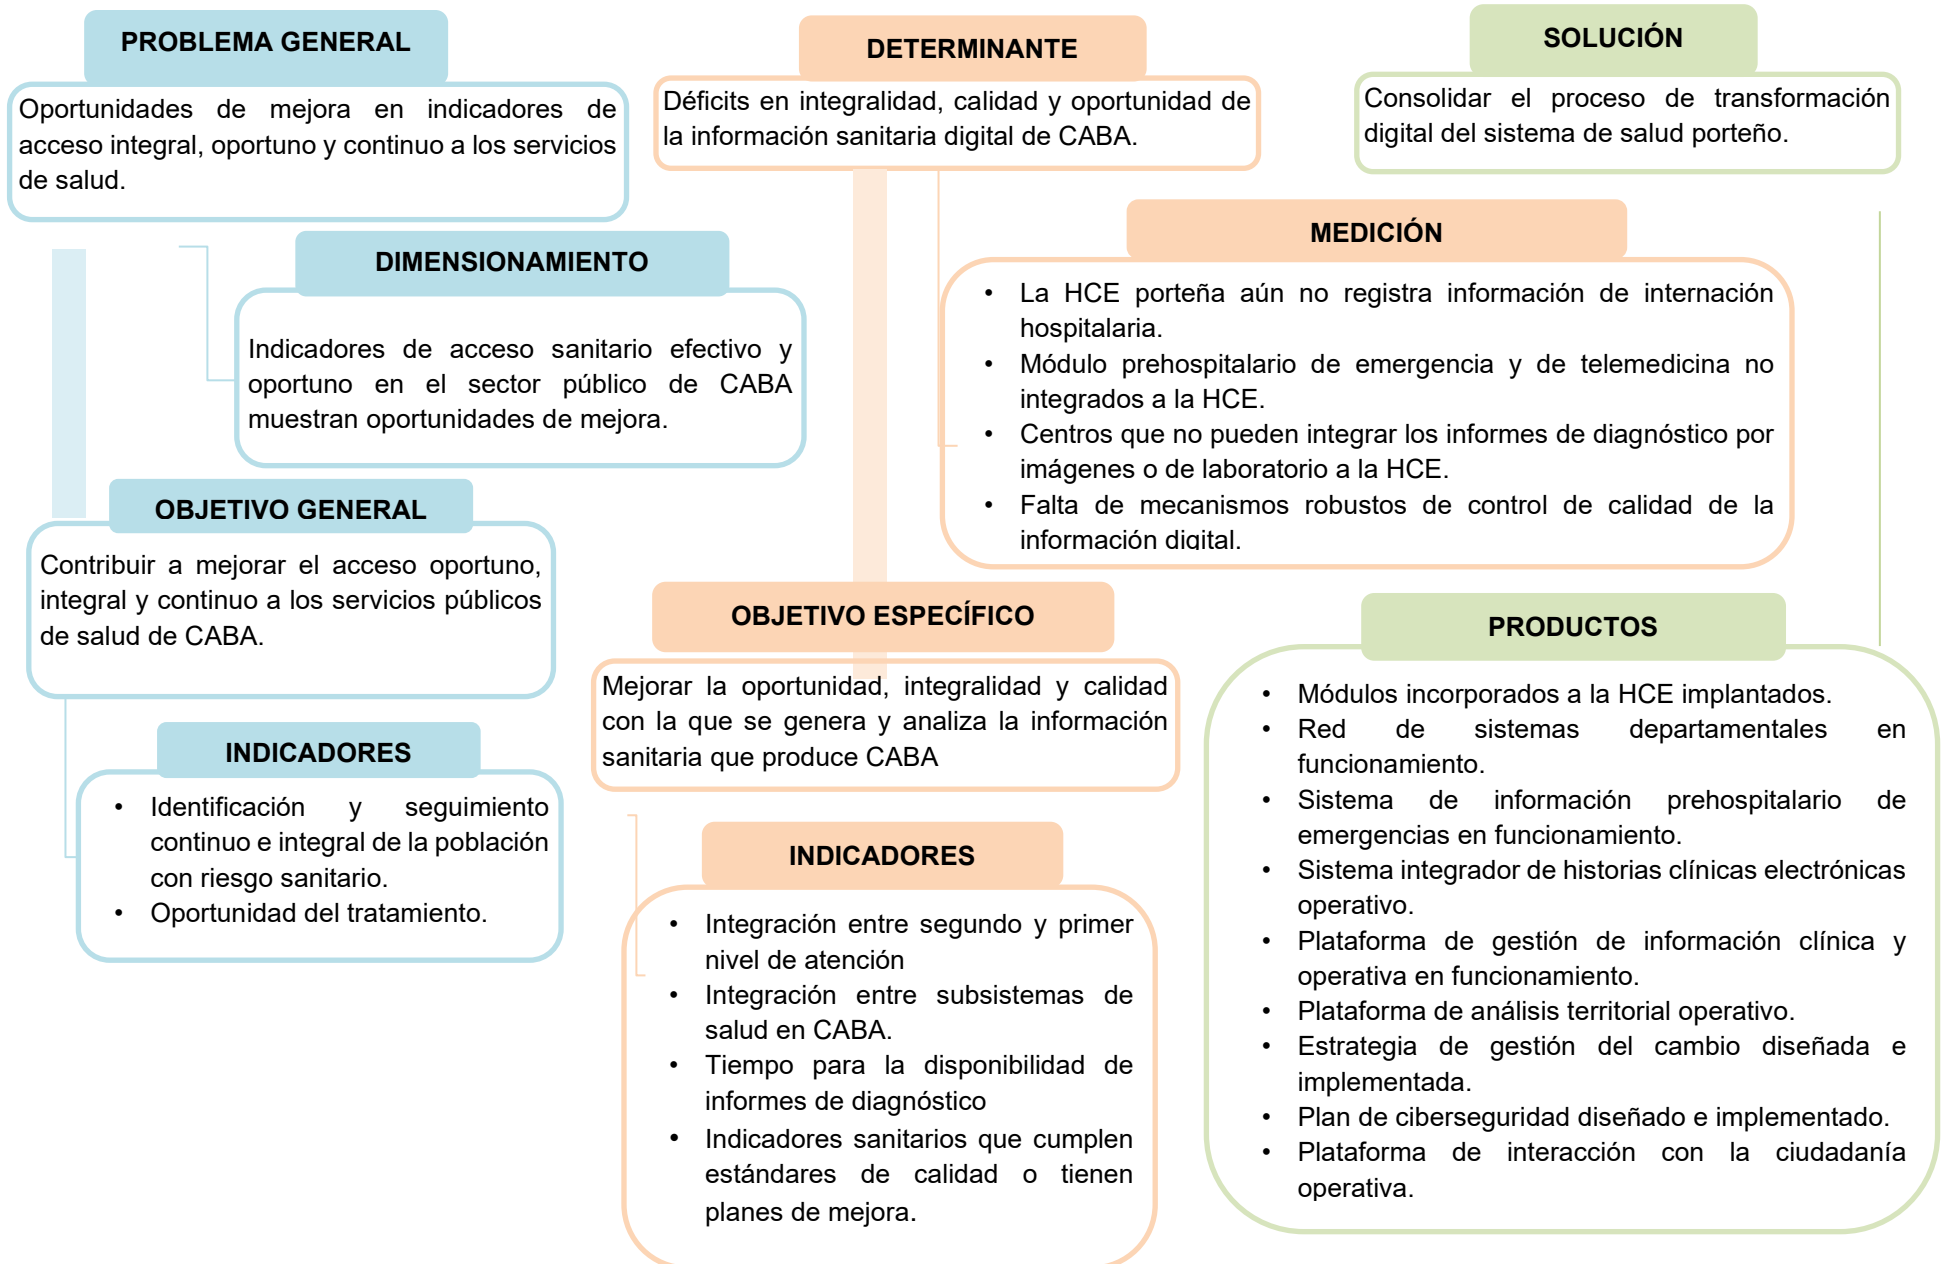 PROBLEMA GENERAL
Oportunidades de mejora en indicadores de
acceso integral, oportuno y continuo a los servicios
de salud.
DIMENSIONAMIENTO
Indicadores de acceso sanitario efectivo y
oportuno en el sector público de CABA
muestran oportunidades de mejora.
OBJETIVO GENERAL
Contribuir a mejorar el acceso oportuno,
integral y continuo a los servicios públicos
de salud de CABA.
INDICADORES
• Identificación y seguimiento
continuo e integral de la población
con riesgo sanitario.
• Oportunidad del tratamiento.
DETERMINANTE
Déficits en integralidad, calidad y oportunidad de
la información sanitaria digital de CABA.
MEDICIÓN
• La HCE porteña aún no registra información de internación
hospitalaria.
• Módulo prehospitalario de emergencia y de telemedicina no
integrados a la HCE.
• Centros que no pueden integrar los informes de diagnóstico por
imágenes o de laboratorio a la HCE.
• Falta de mecanismos robustos de control de calidad de la
información digital.
OBJETIVO ESPECÍFICO
Mejorar la oportunidad, integralidad y calidad
con la que se genera y analiza la información
sanitaria que produce CABA
INDICADORES
• Integración entre segundo y primer
nivel de atención
• Integración entre subsistemas de
salud en CABA.
• Tiempo para la disponibilidad de
informes de diagnóstico
• Indicadores sanitarios que cumplen
estándares de calidad o tienen
planes de mejora.
SOLUCIÓN
Consolidar el proceso de transformación
digital del sistema de salud porteño.
PRODUCTOS
• Módulos incorporados a la HCE implantados.
• Red de sistemas departamentales en
funcionamiento.
• Sistema de información prehospitalario de
emergencias en funcionamiento.
• Sistema integrador de historias clínicas electrónicas
operativo.
• Plataforma de gestión de información clínica y
operativa en funcionamiento.
• Plataforma de análisis territorial operativo.
• Estrategia de gestión del cambio diseñada e
implementada.
• Plan de ciberseguridad diseñado e implementado.
• Plataforma de interacción con la ciudadanía
operativa.